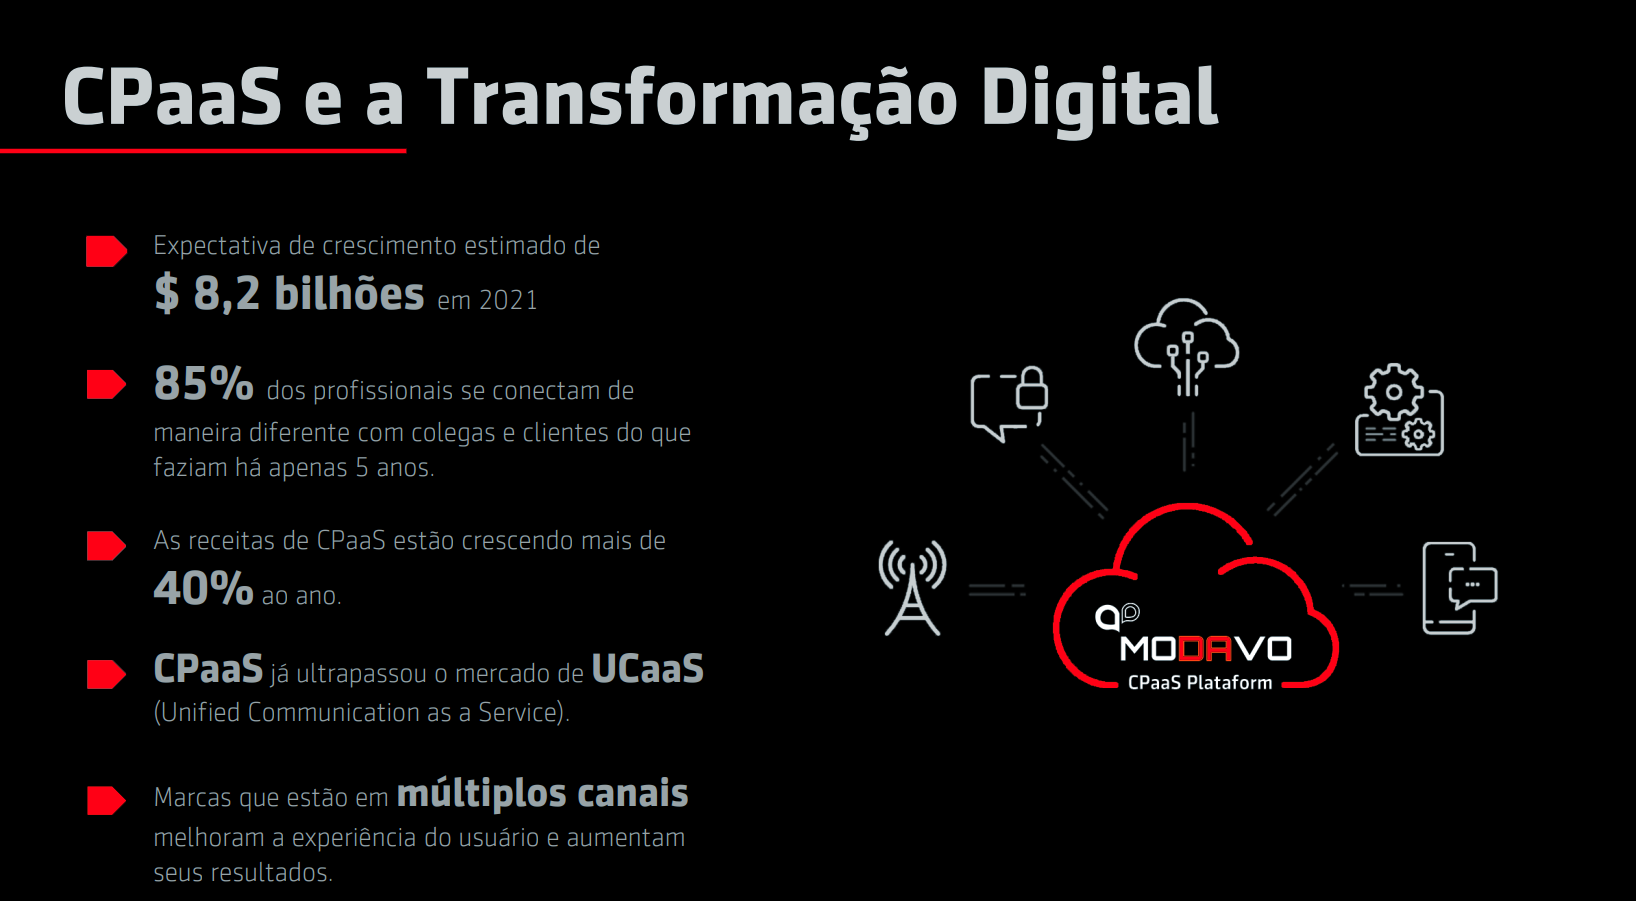 CPaaS e a Transformação Digital
Expectativa de crescimento estimado de
$ 8,2 bilhões em 2021
85% dos profissionais se conectam de
maneira diferente com colegas e clientes do que
faziam há apenas 5 anos.
As receitas de CPaaS estão crescendo mais de
40% ao ano.
CPaaS já ultrapassou o mercado de UCaaS
(Unified Communication as a Service).
Marcas que estão em múltiplos canais
melhoram a experiência do usuário e aumentam
seus resultados.
MODAVO
CPaaS Plataform